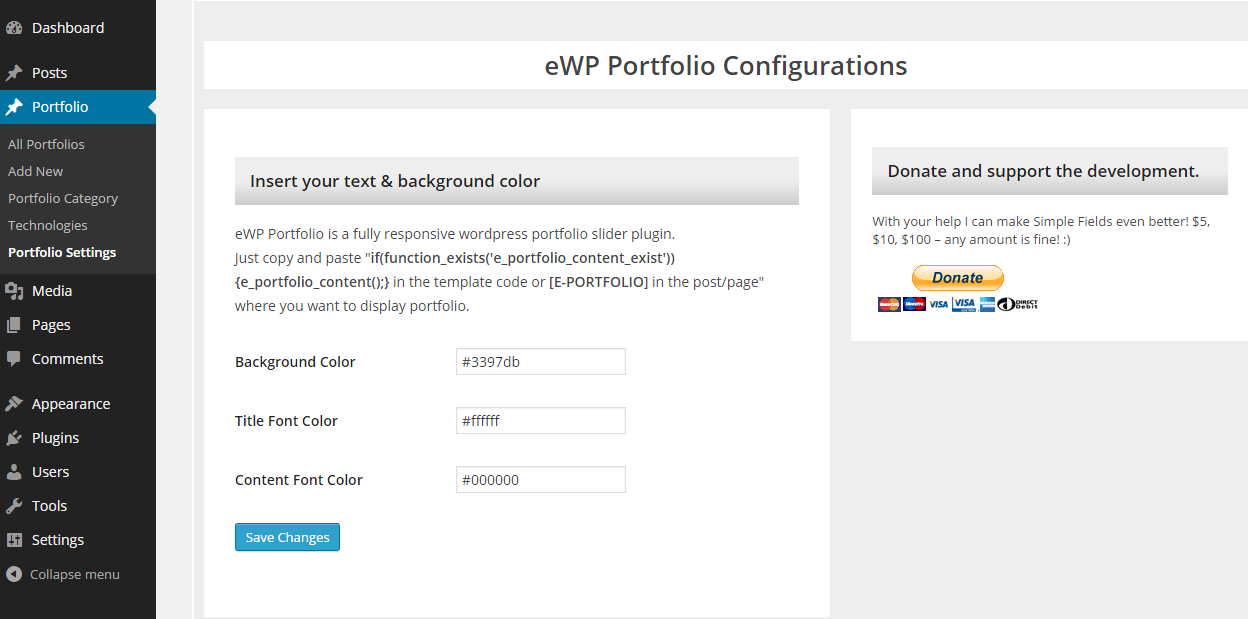 Dashboard
Posts
Portfolio
All Portfolios
Add New
Portfolio Category
Technologies
Portfolio Settings
Media
Pages
Comments
Appearance
Plugins
Users
Tools
Settings
Collapse menu
eWP Portfolio Configurations
Insert your text & background color
eWP Portfolio is a fully responsive wordpress portfolio slider plugin.
Just copy and paste "if(function_exists('e_portfolio_content_exist'))
{e_portfolio_content();} in the template code or [E-PORTFOLIO] in the post/page"
where you want to display portfolio.
Background Color
#3397db
Title Font Color
#ffffff
Content Font Color
#000000
Save Changes
Donate and support the development.
With your help I can make Simple Fields even better! $5,
$10, $100 – any amount is fine! :)
Donate
MasterCard Maestro VISA VISA DIRECT
Debit